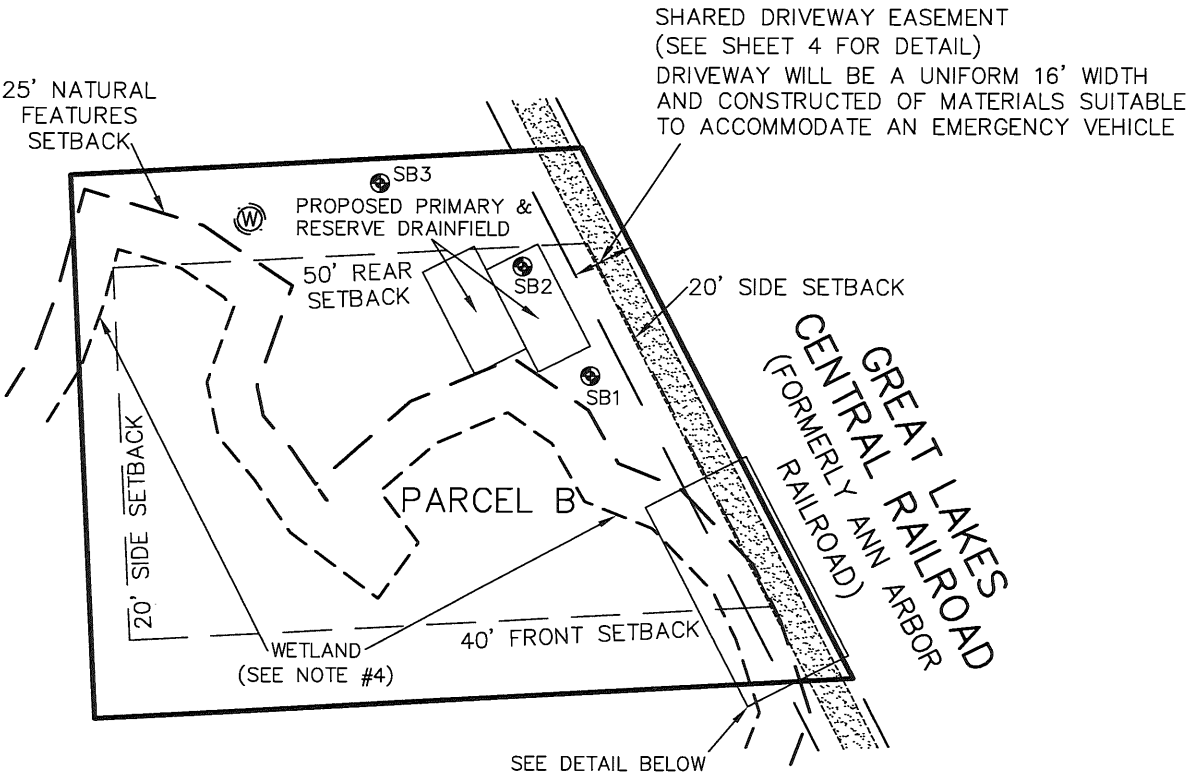 SHARED DRIVEWAY EASEMENT
(SEE SHEET 4 FOR DETAIL)
DRIVEWAY WILL BE A UNIFORM 16' WIDTH
AND CONSTRUCTED OF MATERIALS SUITABLE
TO ACCOMMODATE AN EMERGENCY VEHICLE
25' NATURAL
FEATURES
SETBACK
SB3
W
PROPOSED PRIMARY &
RESERVE DRAINFIELD
50' REAR
SETBACK
SB2
20' SIDE SETBACK
SB1
GREAT LAKES
CENTRAL RAILROAD
(FORMERLY ANN ARBOR
RAILROAD)
20' SIDE SETBACK
PARCEL B
40' FRONT SETBACK
WETLAND
(SEE NOTE #4)
SEE DETAIL BELOW